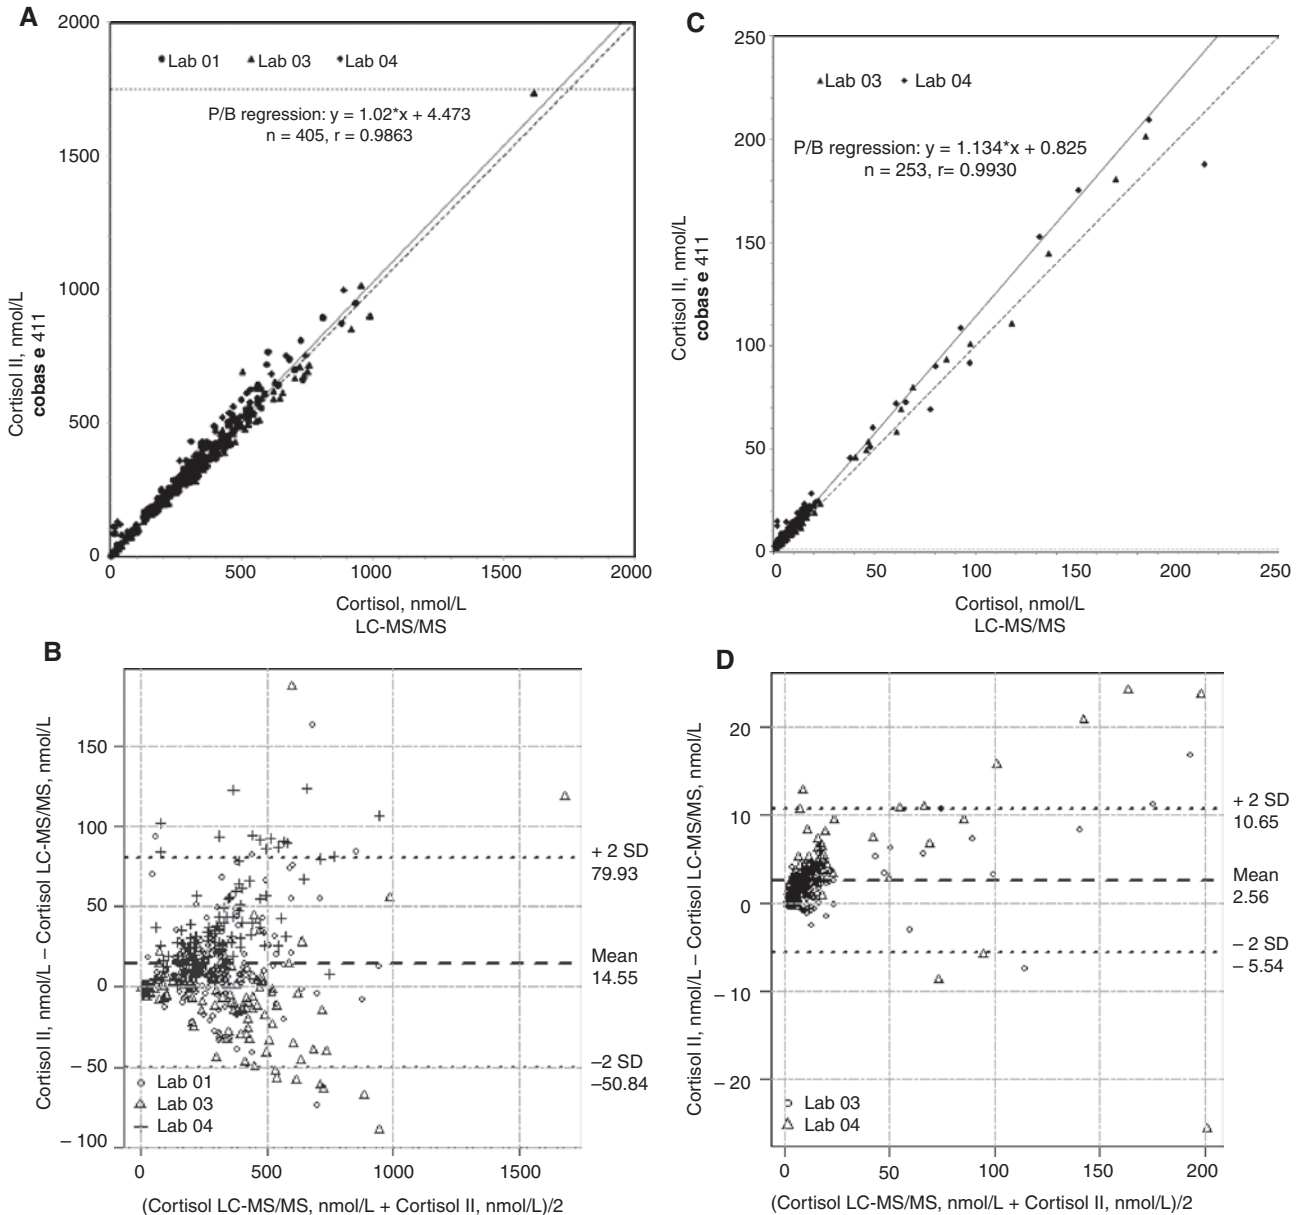 A
2000
1500
1000
500
0
Lab 01 Lab 03 Lab 04
P/B regression: y = 1.02*x + 4.473
n = 405, r = 0.9863
Cortisol II, nmol/L
cobas e 411
0 500 1000 1500 2000
Cortisol, nmol/L
LC-MS/MS
C
250
200
150
100
50
0
Lab 03 Lab 04
P/B regression: y = 1.134*x + 0.825
n = 253, r= 0.9930
Cortisol II, nmol/L
cobas e 411
0 50 100 150 200 250
Cortisol, nmol/L
LC-MS/MS
B
150
100
50
0
– 50
– 100
Cortisol II, nmol/L – Cortisol LC-MS/MS, nmol/L
+ 2 SD
79.93
Mean
14.55
–2 SD
–50.84
Lab 01
Lab 03
Lab 04
0 500 1000 1500
(Cortisol LC-MS/MS, nmol/L + Cortisol II, nmol/L)/2
D
20
10
0
– 10
– 20
Cortisol II, nmol/L – Cortisol LC-MS/MS, nmol/L
+ 2 SD
10.65
Mean
2.56
– 2 SD
– 5.54
Lab 03
Lab 04
0 50 100 150 200
(Cortisol LC-MS/MS, nmol/L + Cortisol II, nmol/L)/2